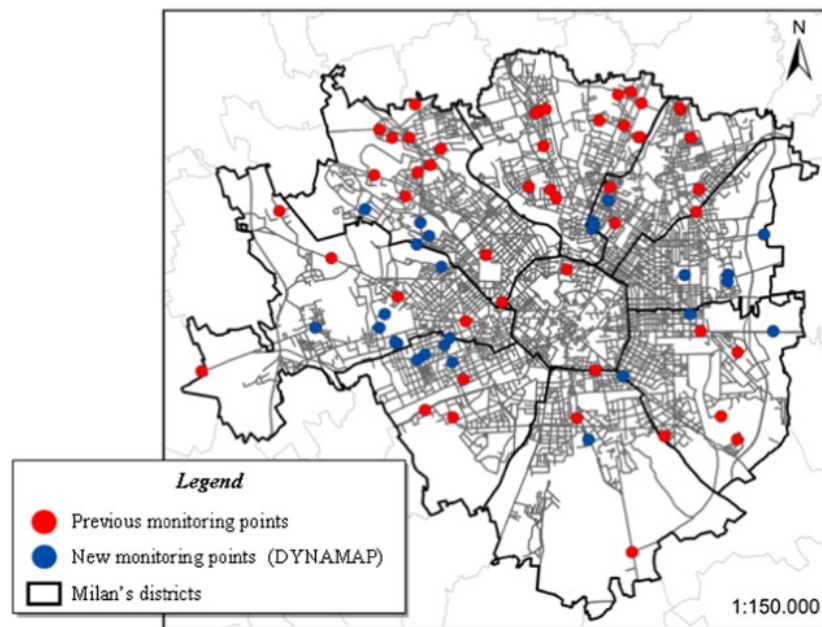 N
Legend
Previous monitoring points
New monitoring points (DYNAMAP)
Milan's districts
1:150.000